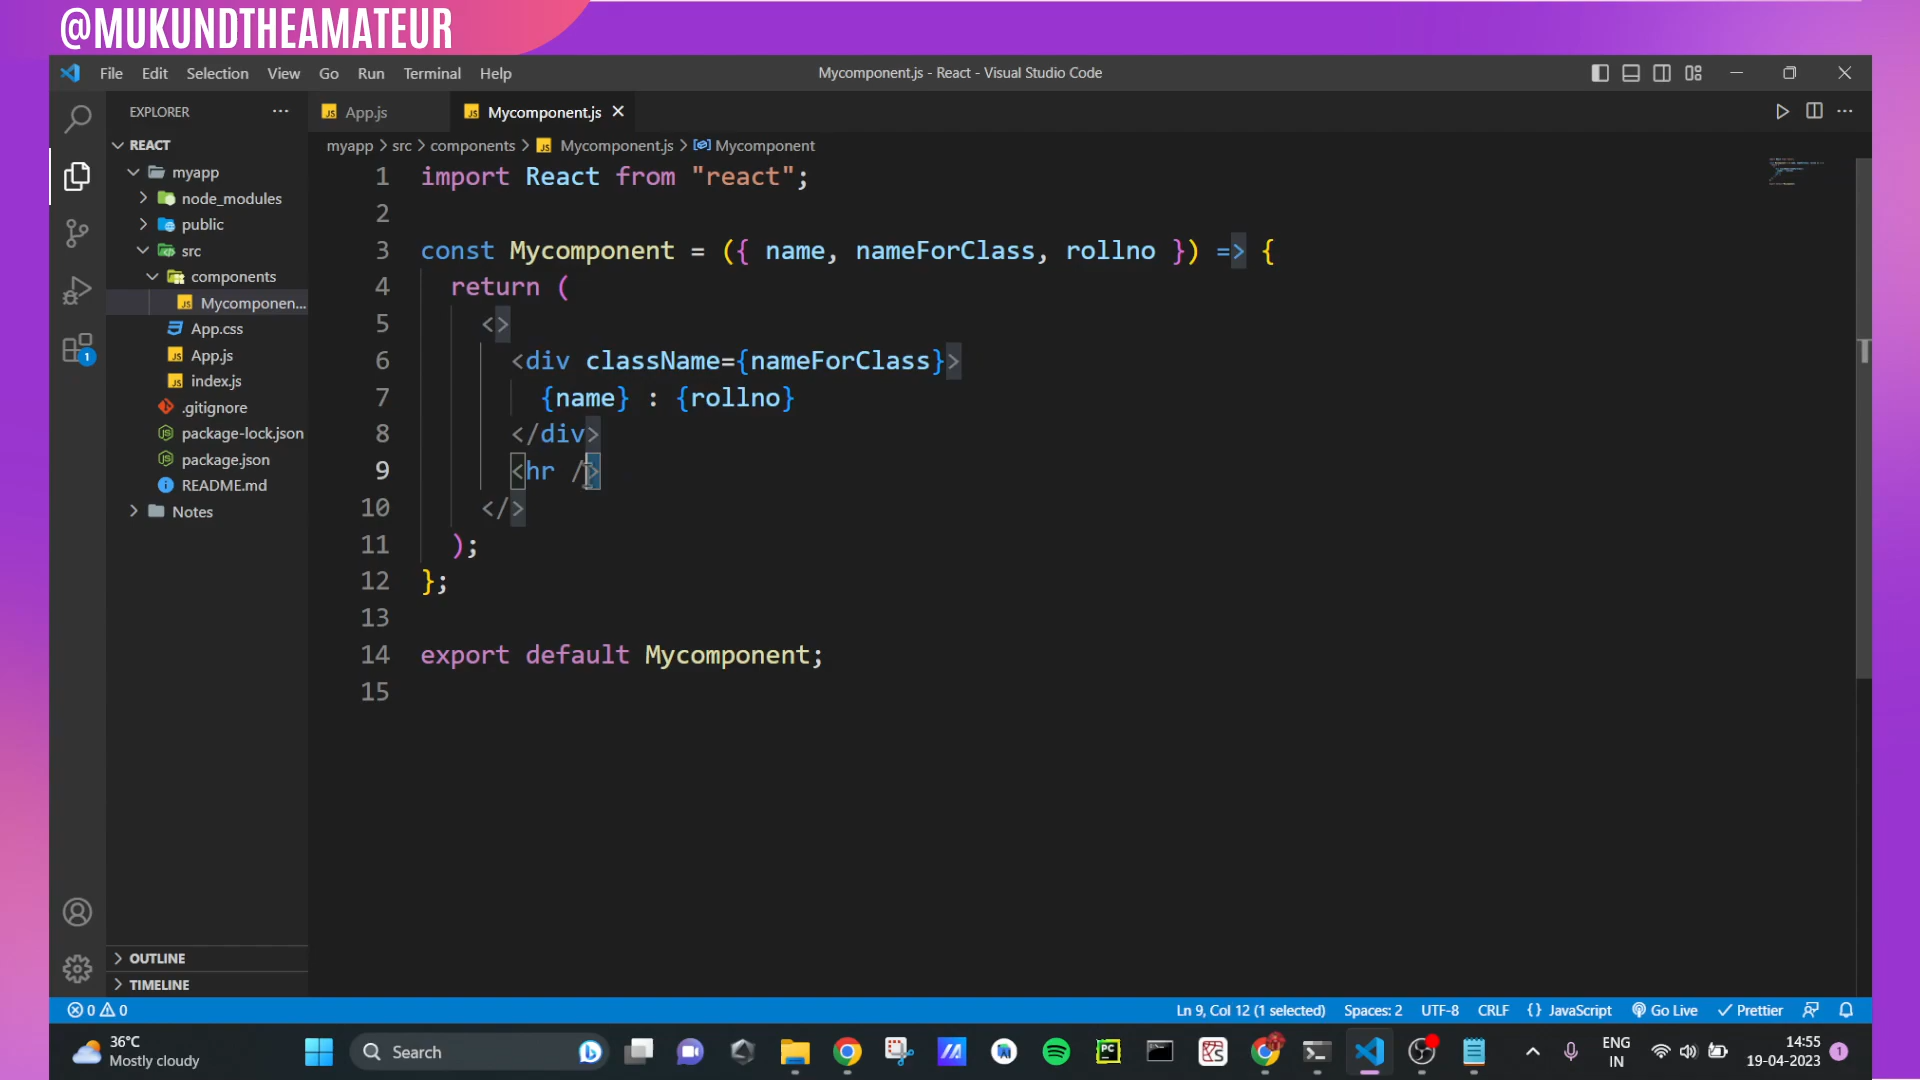 @MUKUNDTHEAMATEUR
File Edit Selection View Go Run Terminal Help
Mycomponent.js - React - Visual Studio Code
EXPLORER
App.js
Mycomponent.js
REACT
myapp
node_modules
public
src
components
Mycomponen...
App.css
App.js
index.js
.gitignore
package-lock.json
package.json
README.md
Notes
OUTLINE
TIMELINE
myapp > src > components > Mycomponent.js > Mycomponent
1 import React from "react";
2
3 const Mycomponent = ({ name, nameForClass, rollno }) => {
4 return (
5 <>
6 <div className={nameForClass}>
7 {name} : {rollno}
8 </div>
9 <hr />
10 </>
11 );
12 };
13
14 export default Mycomponent;
15
1
0 0
Ln 9, Col 12 (1 selected) Spaces: 2 UTF-8 CRLF {} JavaScript Go Live Prettier
36°C
Mostly cloudy
Search
PC
ENG
IN
14:55
19-04-2023
1